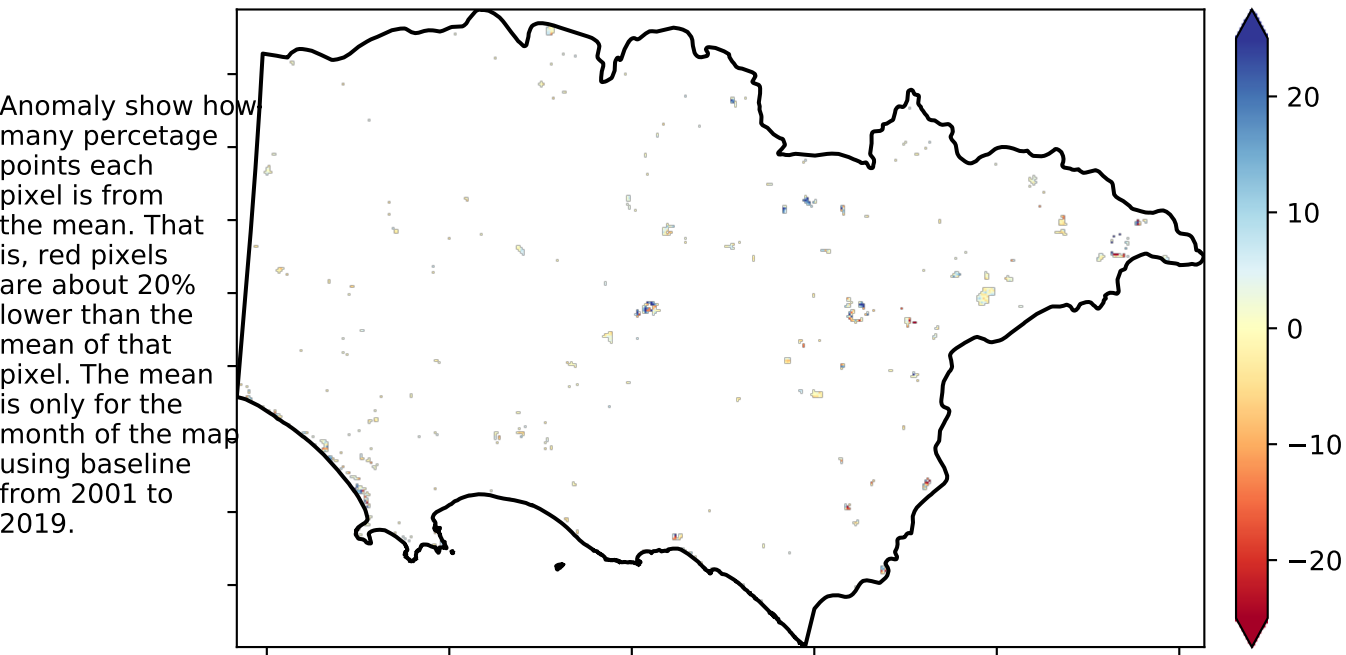 Anomaly show how
many percetage
points each
pixel is from
the mean. That
is, red pixels
are about 20%
lower than the
mean of that
pixel. The mean
is only for the
month of the map
using baseline
from 2001 to
2019.
20
10
0
−10
−20